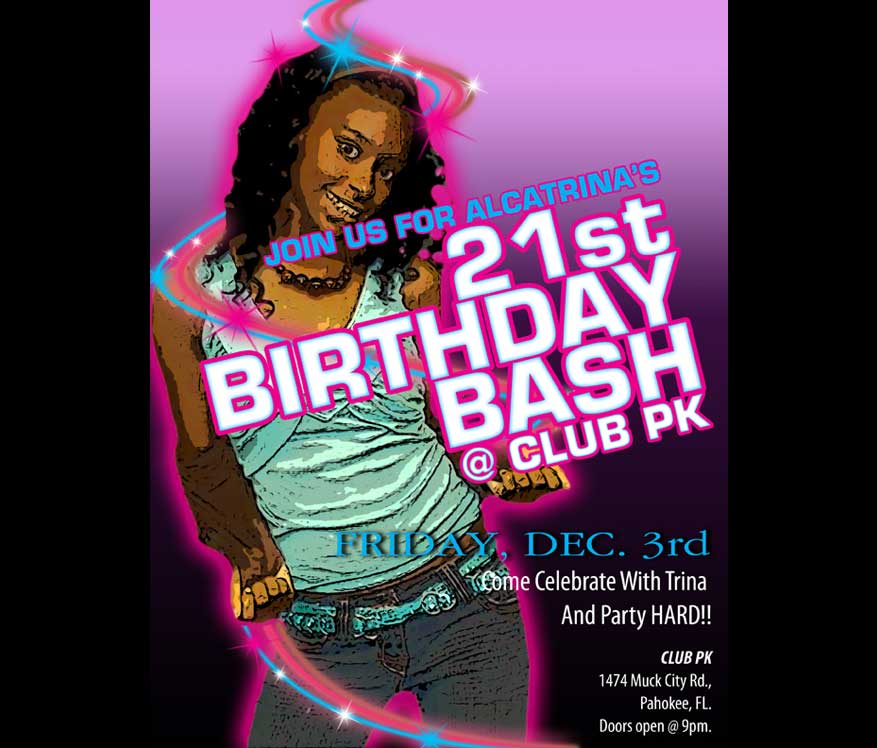 JOIN US FOR ALCATRINA'S
21st
BIRTHDAY
BASH
@ CLUB PK
FRIDAY, DEC. 3rd
Come Celebrate With Trina
And Party HARD!!
CLUB PK
1474 Muck City Rd.,
Pahokee, FL.
Doors open @ 9pm.